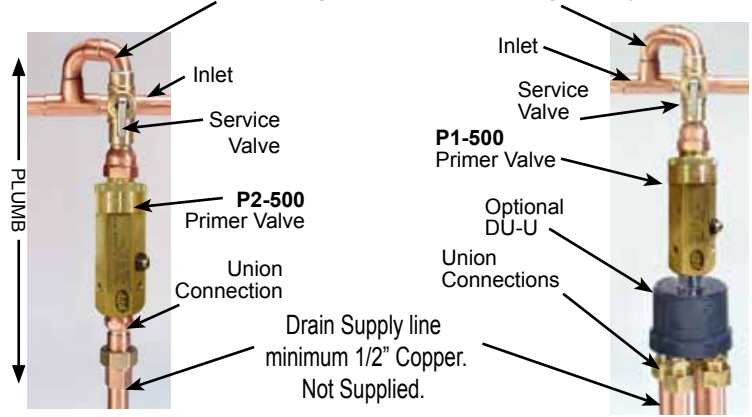 Inlet
Service
Valve
P2-500
Primer Valve
Union
Connection
PLUMB
Drain Supply line
minimum 1/2" Copper.
Not Supplied.
Inlet
Service
Valve
P1-500
Primer Valve
Optional
DU-U
Union
Connections